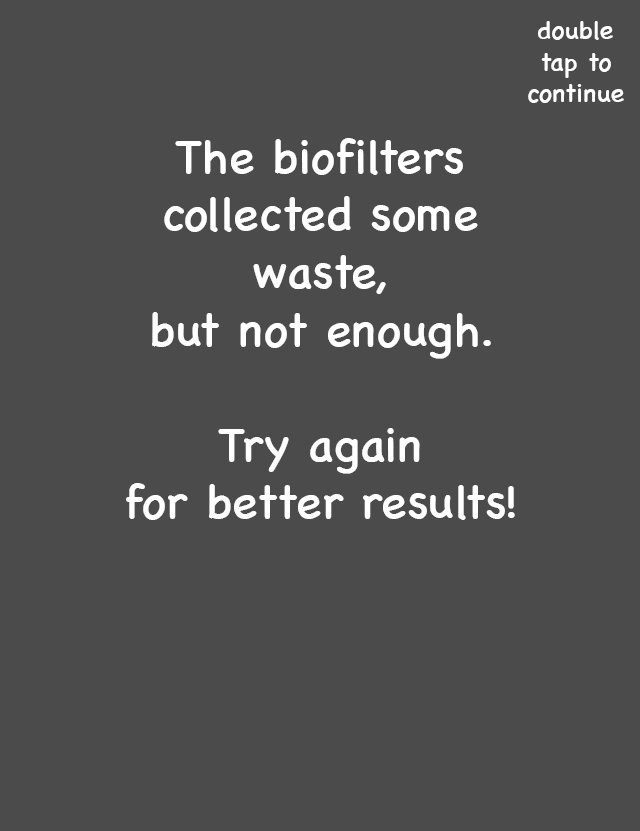 double
tap to
continue
The biofilters
collected some
waste,
but not enough.
Try again
for better results!